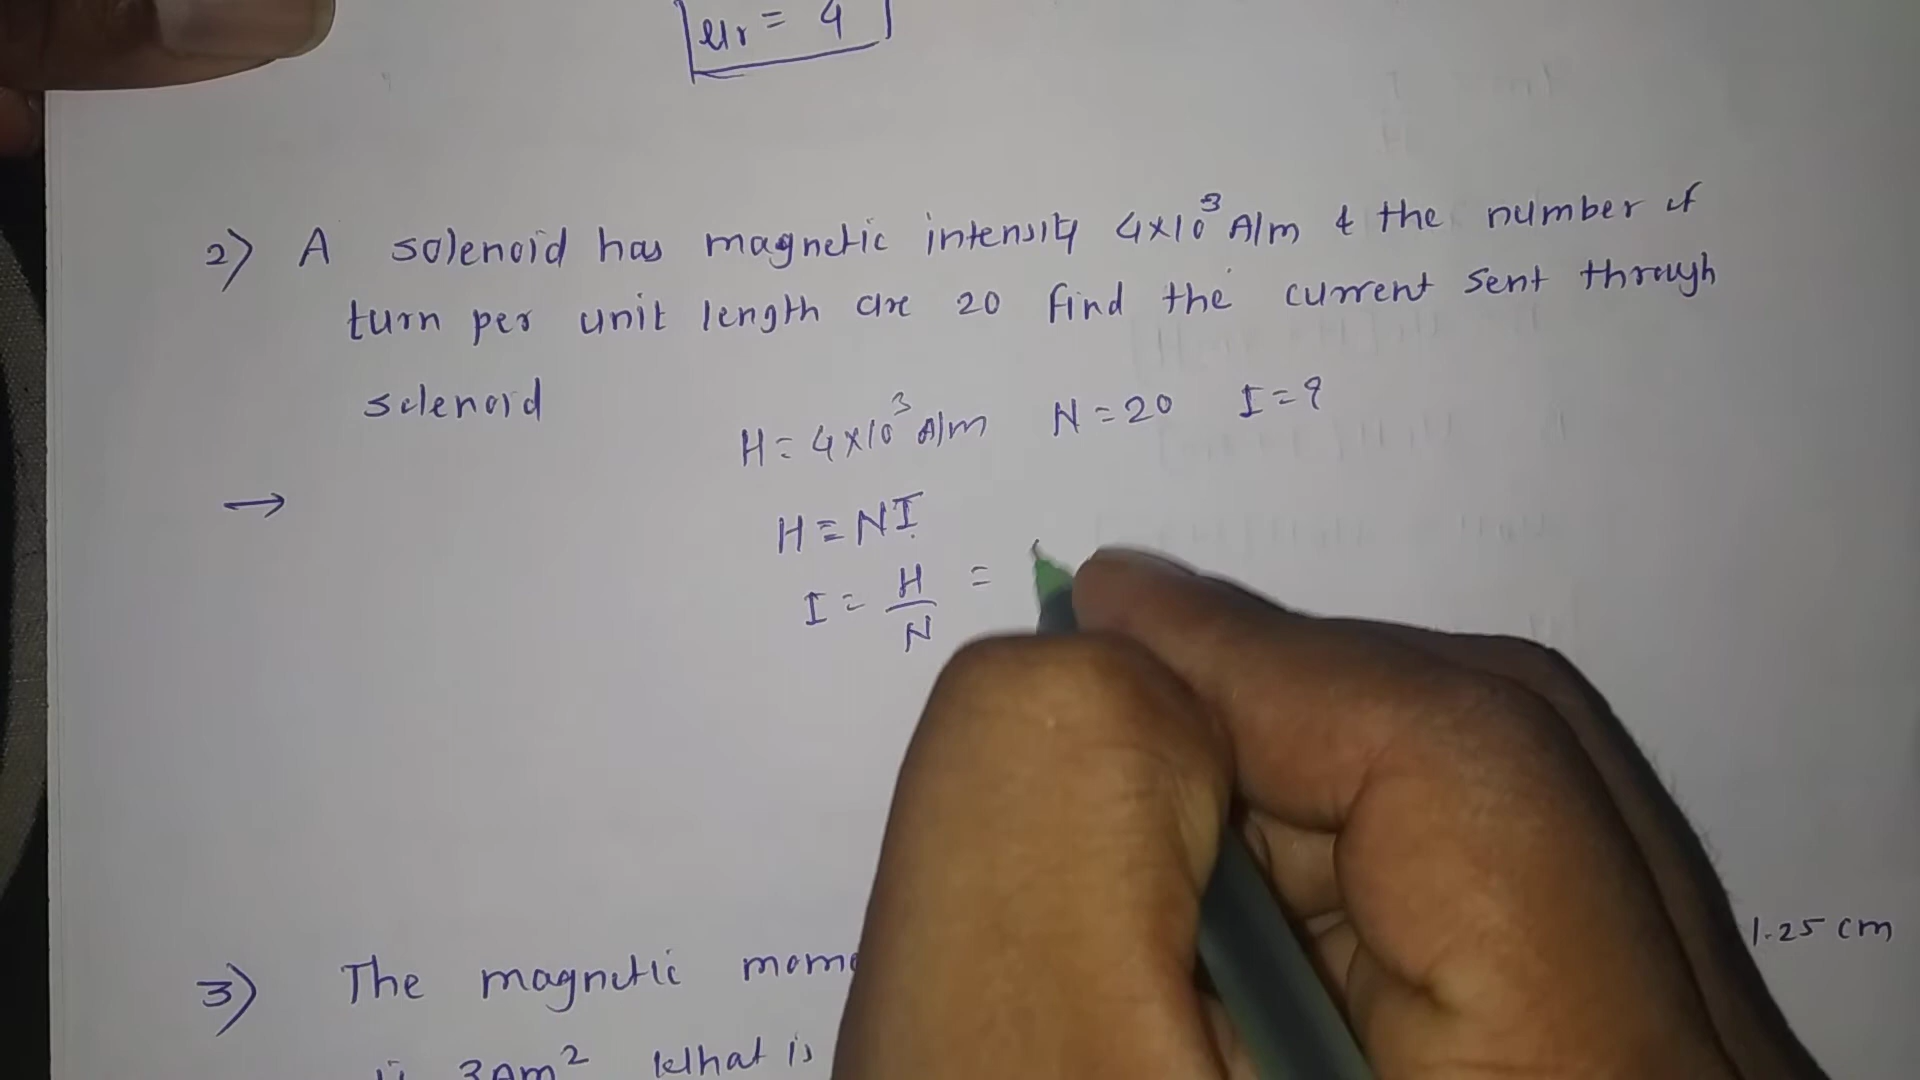 μr = 4
2) A solenoid has magnetic intensity 4×10³ A/m & the number of
turn per unit length are 20 find the current sent through
solenoid
H = 4×10³ A/m N = 20 I = ?
→ H = NI
I = H/N =
3) The magnetic
1.25 cm
3Am² What is